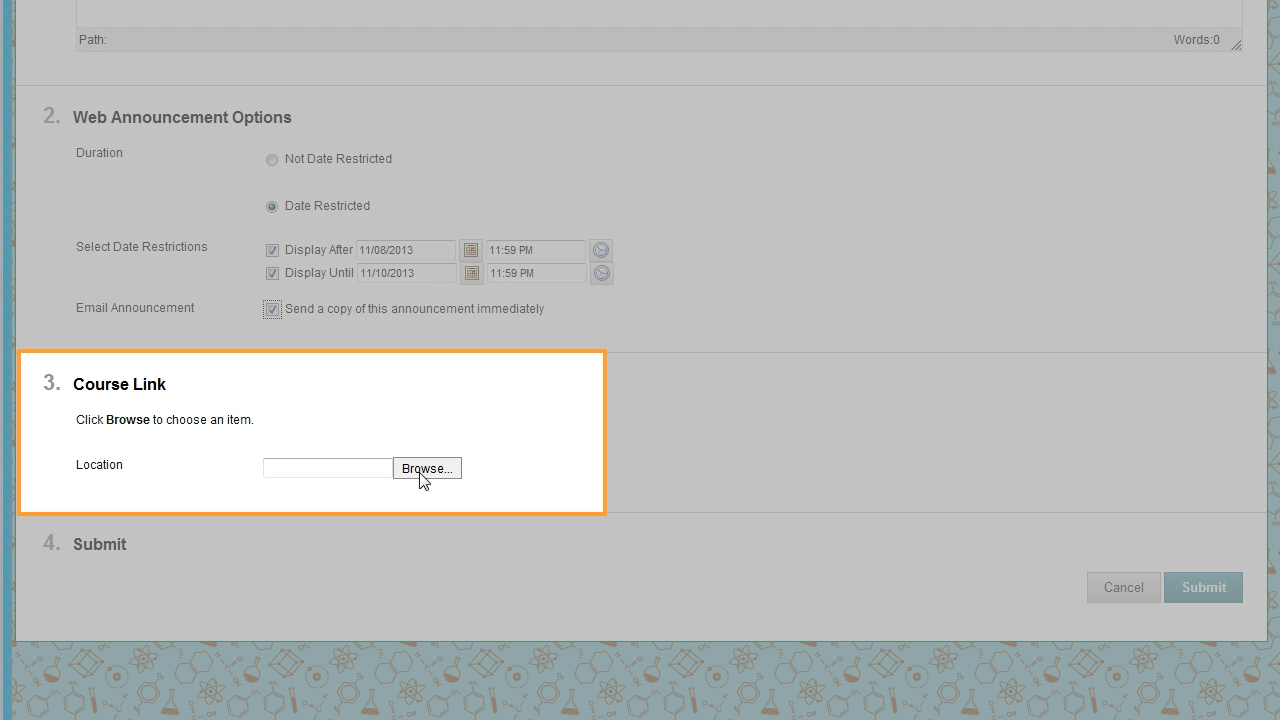 Path:
Words:0
2. Web Announcement Options
Duration
Not Date Restricted
Date Restricted
Select Date Restrictions
Display After 11/08/2013 11:59 PM
Display Until 11/10/2013 11:59 PM
Email Announcement
Send a copy of this announcement immediately
3. Course Link
Click Browse to choose an item.
Location
Browse...
4. Submit
Cancel
Submit